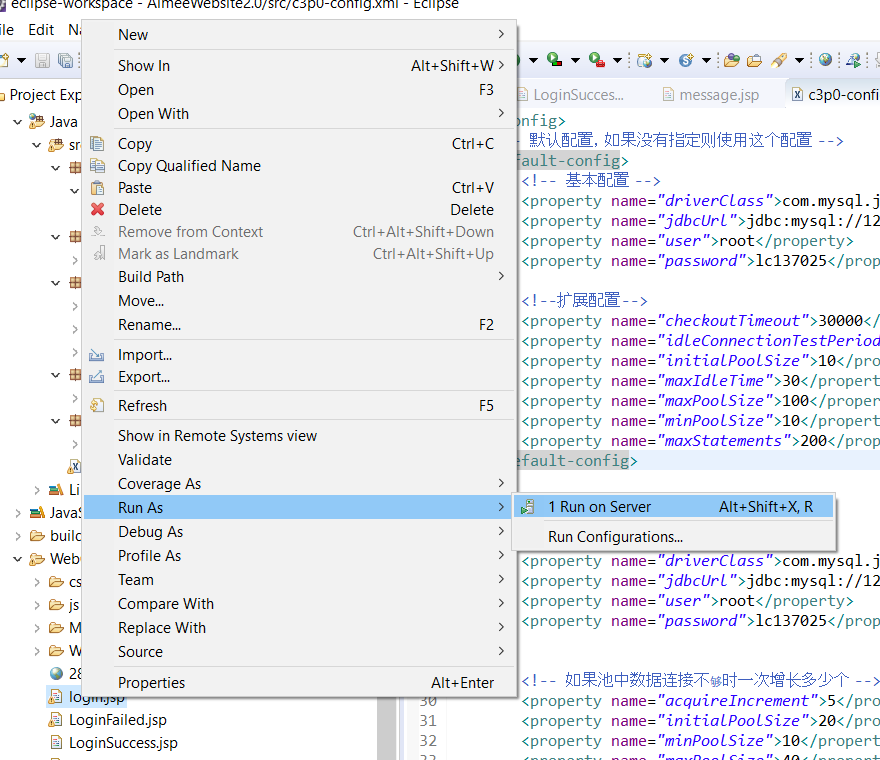 eclipse-workspace - AimeeWebsite2.0/src/c3p0-config.xml - Eclipse
Edit
New
Show In Alt+Shift+W
Open F3
Open With
Copy Ctrl+C
Copy Qualified Name
Paste Ctrl+V
Delete Delete
Remove from Context Ctrl+Alt+Shift+Down
Mark as Landmark Ctrl+Alt+Shift+Up
Build Path
Move...
Rename... F2
Import...
Export...
Refresh F5
Show in Remote Systems view
Validate
Coverage As
Run As
Debug As
Profile As
Team
Compare With
Replace With
Source
Properties Alt+Enter
1 Run on Server Alt+Shift+X, R
Run Configurations...
Project Exp
Java
sr
Li
JavaS
build
Web
cs
js
M
W
28
login.jsp
LoginFailed.jsp
LoginSuccess.jsp
LoginSucces...
message.jsp
c3p0-confi
nfig>
默认配置，如果没有指定则使用这个配置 -->
fault-config>
<!-- 基本配置 -->
<property name="driverClass">com.mysql.j
<property name="jdbcUrl">jdbc:mysql://12
<property name="user">root</property>
<property name="password">lc137025</prop
<!--扩展配置-->
<property name="checkoutTimeout">30000</
<property name="idleConnectionTestPeriod
<property name="initialPoolSize">10</pro
<property name="maxIdleTime">30</propert
<property name="maxPoolSize">100</proper
<property name="minPoolSize">10</propert
<property name="maxStatements">200</prop
efault-config>
<property name="driverClass">com.mysql.j
<property name="jdbcUrl">jdbc:mysql://12
<property name="user">root</property>
<property name="password">lc137025</prop
<!-- 如果池中数据连接不够时一次增长多少个 -->
30 <property name="acquireIncrement">5</pro
31 <property name="initialPoolSize">20</pro
32 <property name="minPoolSize">10</propert
<property name="maxPoolSize">40</propert